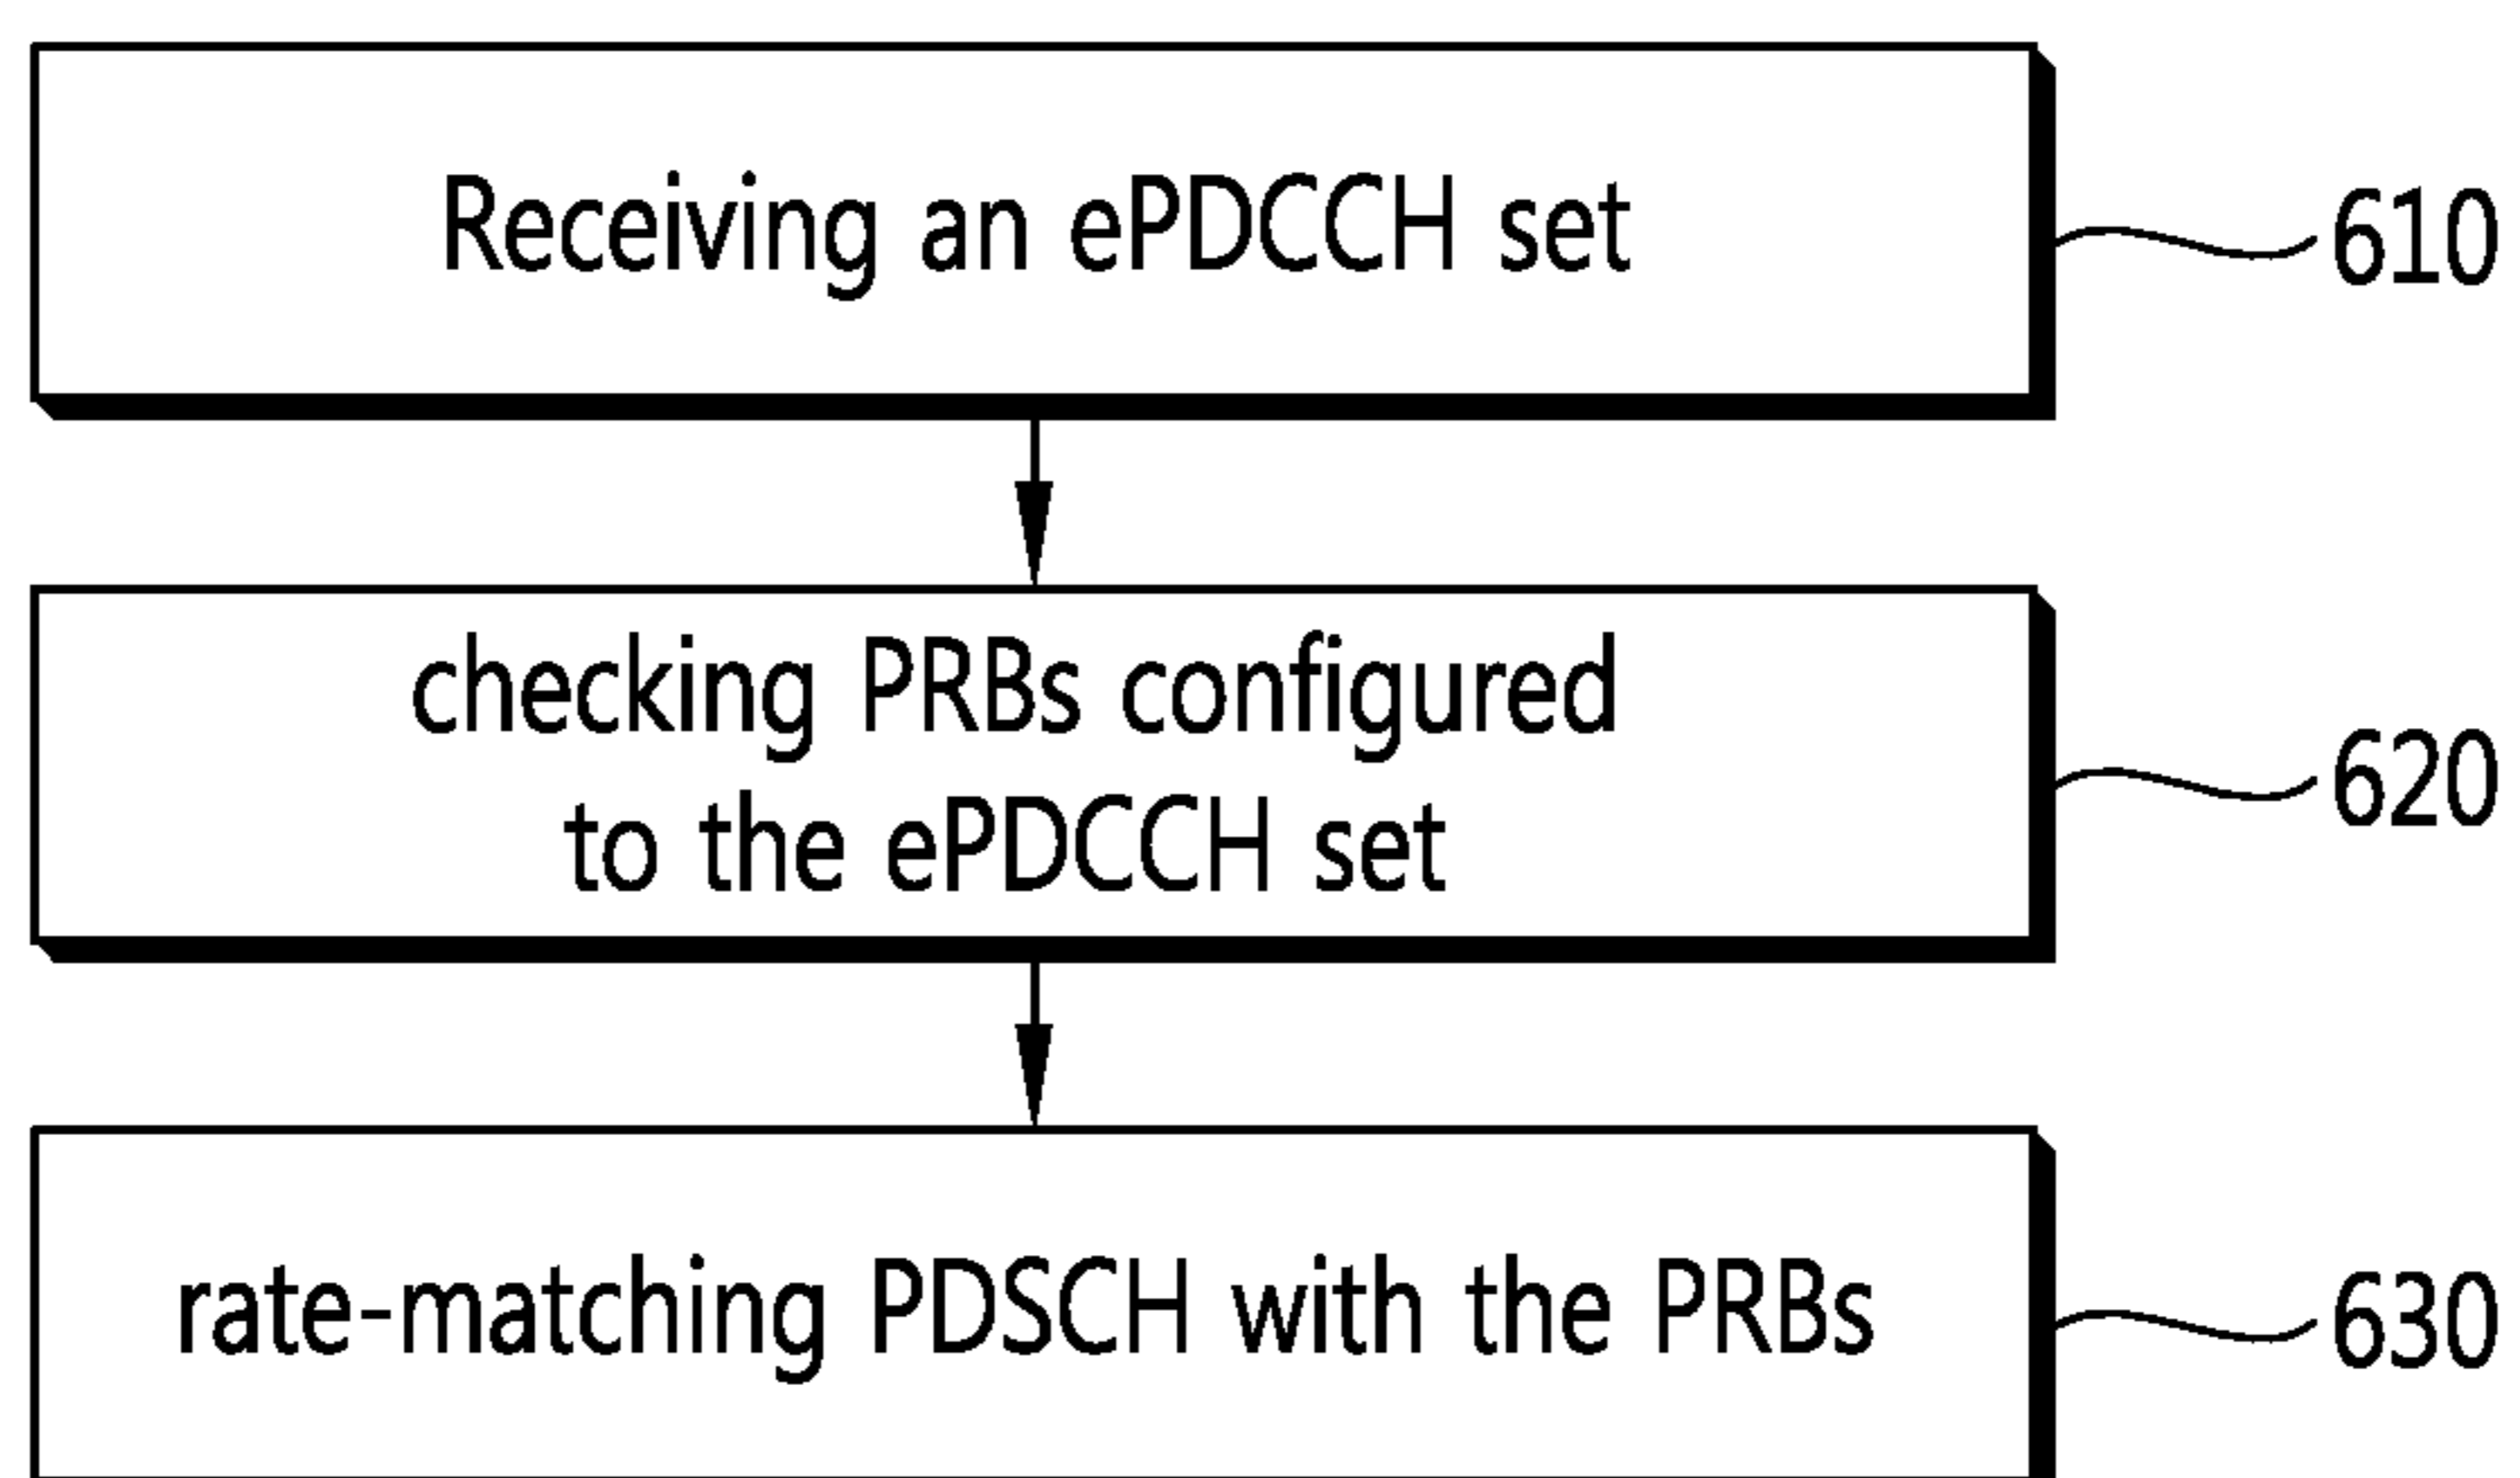 Receiving an ePDCCH set
610
checking PRBs configured
to the ePDCCH set
620
rate-matching PDSCH with the PRBs
630